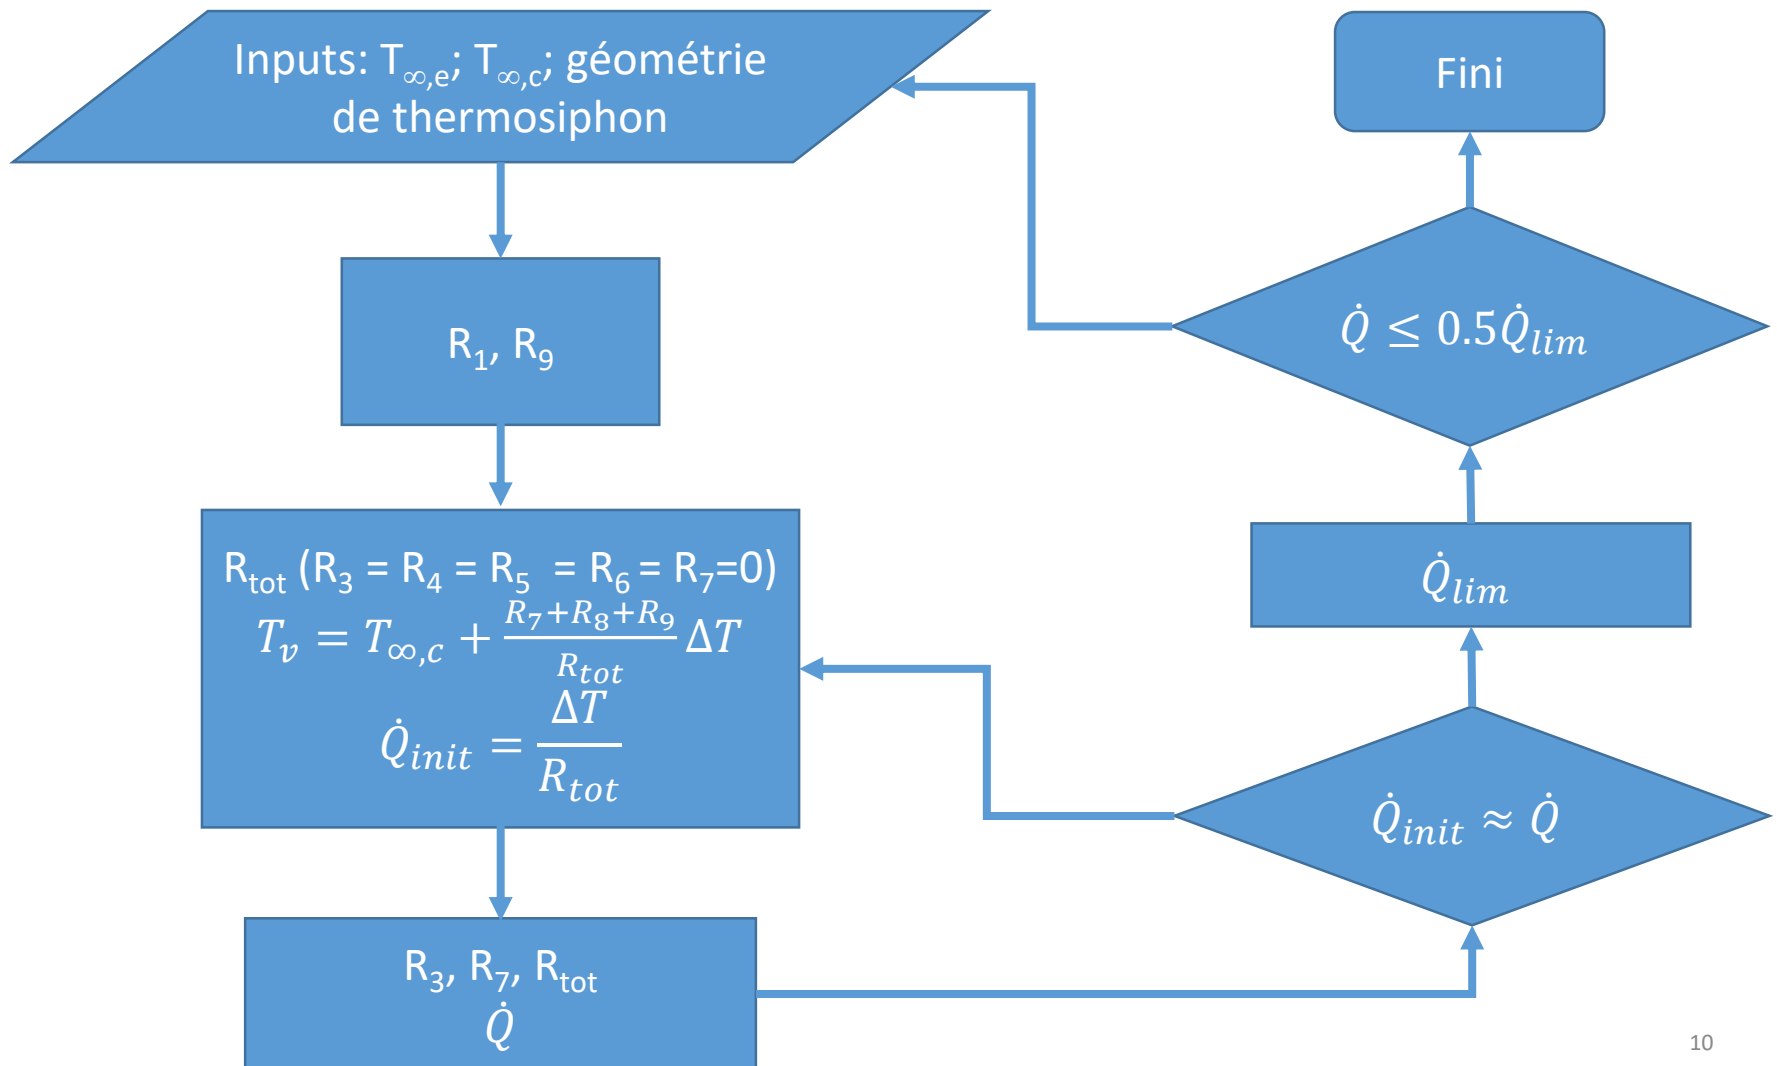 Inputs: T∞,e; T∞,c; géométrie
de thermosiphon
R1, R9
Rtot (R3 = R4 = R5 = R6 = R7=0)
Tv = T∞,c + (R7+R8+R9)/Rtot ΔT
Q̇init = ΔT/Rtot
R3, R7, Rtot
Q̇
Q̇init ≈ Q̇
Q̇lim
Q̇ ≤ 0.5Q̇lim
Fini
10